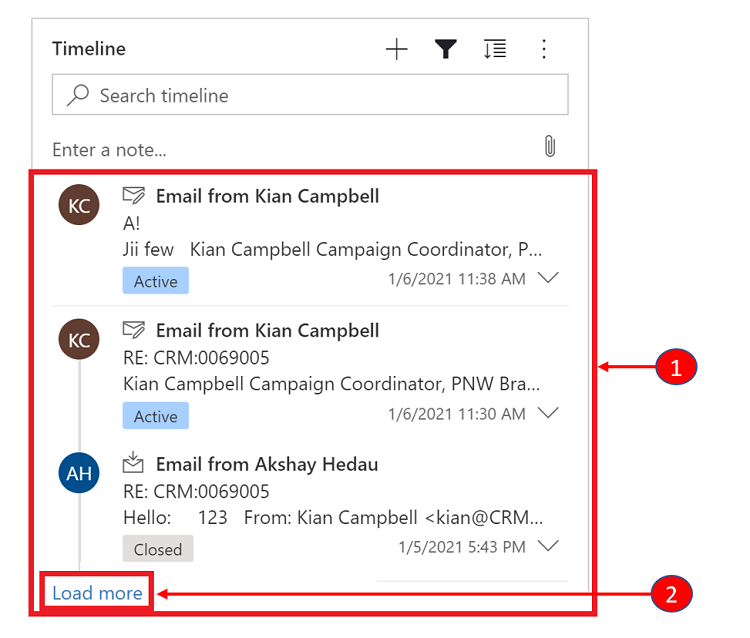 Timeline
Search timeline
Enter a note...
KC
Email from Kian Campbell
A!
Jii few Kian Campbell Campaign Coordinator, P...
Active
1/6/2021 11:38 AM
KC
Email from Kian Campbell
RE: CRM:0069005
Kian Campbell Campaign Coordinator, PNW Bra...
Active
1/6/2021 11:30 AM
1
AH
Email from Akshay Hedau
RE: CRM:0069005
Hello: 123 From: Kian Campbell <kian@CRM...
Closed
1/5/2021 5:43 PM
Load more
2